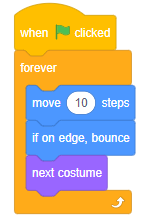 when clicked
forever
move 10 steps
if on edge, bounce
next costume